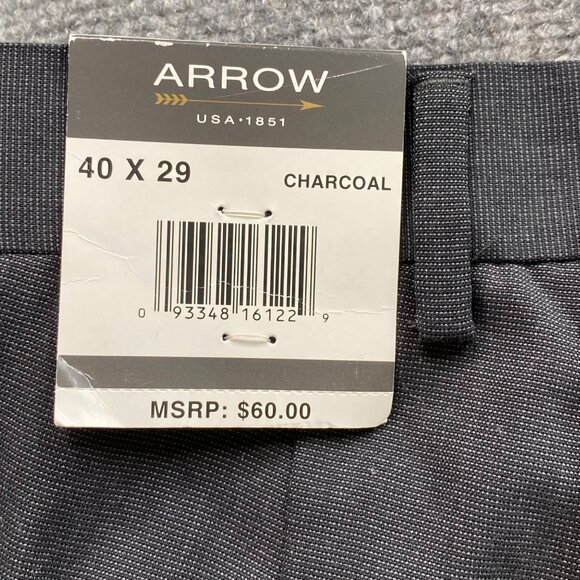 ARROW
USA•1851
40 X 29 CHARCOAL
0 93348 16122 9
MSRP: $60.00